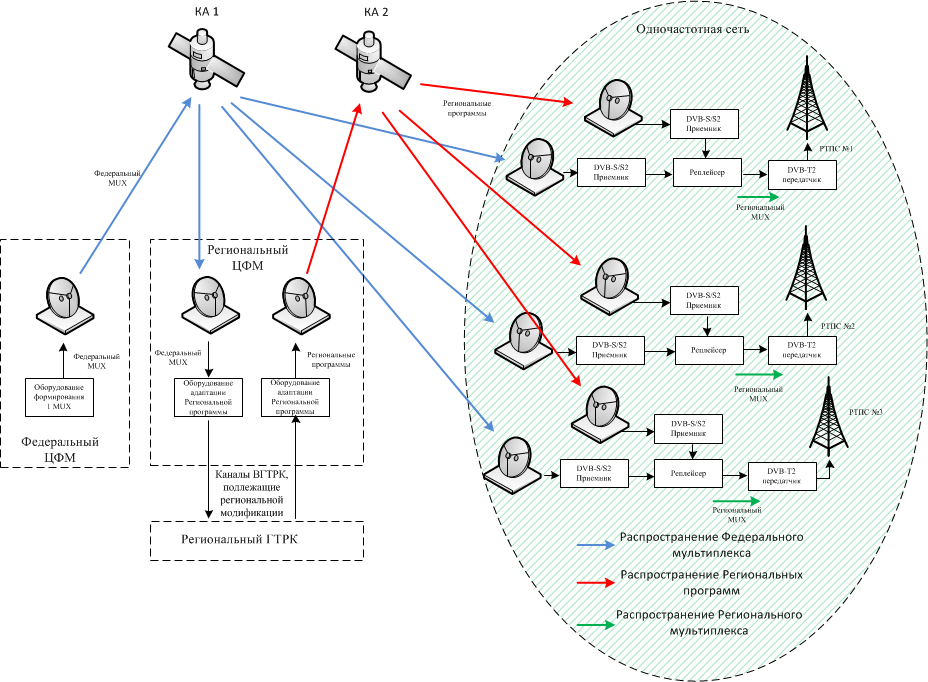 КА 1
КА 2
Одночастотная сеть
Региональные
программы
Федеральный
MUX
DVB-S/S2
Приемник
DVB-S/S2
Приемник
Реплейсер
DVB-T2
передатчик
РТПС №1
Региональный
MUX
Региональный
ЦФМ
Федеральный
MUX
Оборудование
формирования
1 MUX
Федеральный
ЦФМ
Федеральный
MUX
Региональные
программы
Оборудование
адаптации
Региональной
программы
Оборудование
адаптации
Региональной
программы
Каналы ВГТРК,
подлежащие
региональной
модификации
Региональный ГТРК
DVB-S/S2
Приемник
DVB-S/S2
Приемник
Реплейсер
DVB-T2
передатчик
РТПС №2
Региональный
MUX
DVB-S/S2
Приемник
DVB-S/S2
Приемник
Реплейсер
DVB-T2
передатчик
РТПС №3
Региональный
MUX
Распространение Федерального
мультиплекса
Распространение Региональных
программ
Распространение Регионального
мультиплекса